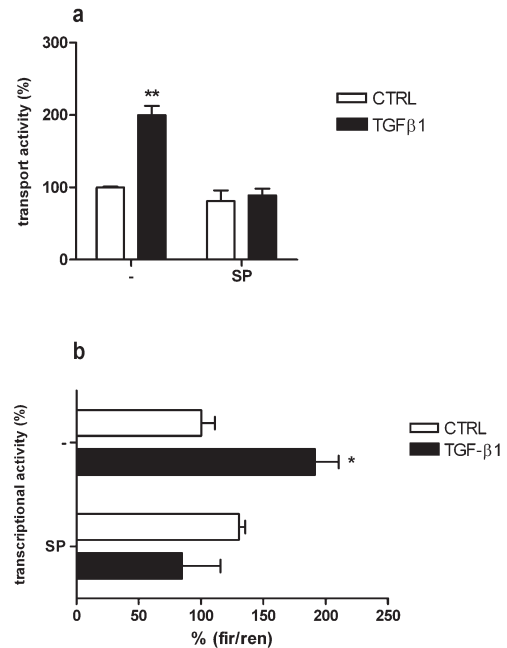 a
300
200
100
0
transport activity (%)
**
- SP
CTRL
TGFβ1
b
transcriptional activity (%)
-
SP
*
0 50 100 150 200 250
% (fir/ren)
CTRL
TGF-β1